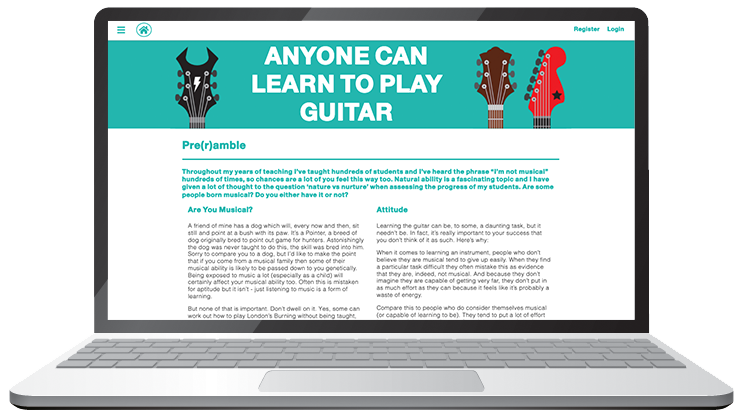 Register Login
ANYONE CAN
LEARN TO PLAY
GUITAR
Pre(r)amble
Throughout my years of teaching I've taught hundreds of students and I've heard the phrase "I'm not musical"
hundreds of times, so chances are a lot of you feel this way too. Natural ability is a fascinating topic and I have
given a lot of thought to the question 'nature vs nurture' when assessing the progress of my students. Are some
people born musical? Do you either have it or not?
Are You Musical?
A friend of mine has a dog which will, every now and then, sit
still and point at a bush with its paw. It's a Pointer, a breed of
dog originally bred to point out game for hunters. Astonishingly
the dog was never taught to do this, the skill was bred into him.
Sorry to compare you to a dog, but I'd like to make the point
that if you come from a musical family then some of their
musical ability is likely to be passed down to you genetically.
Being exposed to music a lot (especially as a child) will
certainly affect your musical ability too. Often this is mistaken
for aptitude but it isn't - just listening to music is a form of
learning.
But none of that is important. Don't dwell on it. Yes, some can
work out how to play London's Burning without being taught,
Attitude
Learning the guitar can be, to some, a daunting task, but it
needn't be. In fact, it's really important to your success that
you don't think of it as such. Here's why:
When it comes to learning an instrument, people who don't
believe they are musical tend to give up easily. When they find
a particular task difficult they often mistake this as evidence
that they are, indeed, not musical. And because they don't
imagine they are capable of getting very far, they don't put in
as much effort as they can because it feels like it's probably a
waste of energy.
Compare this to people who do consider themselves musical
(or capable of learning to be). They tend to put a lot of effort